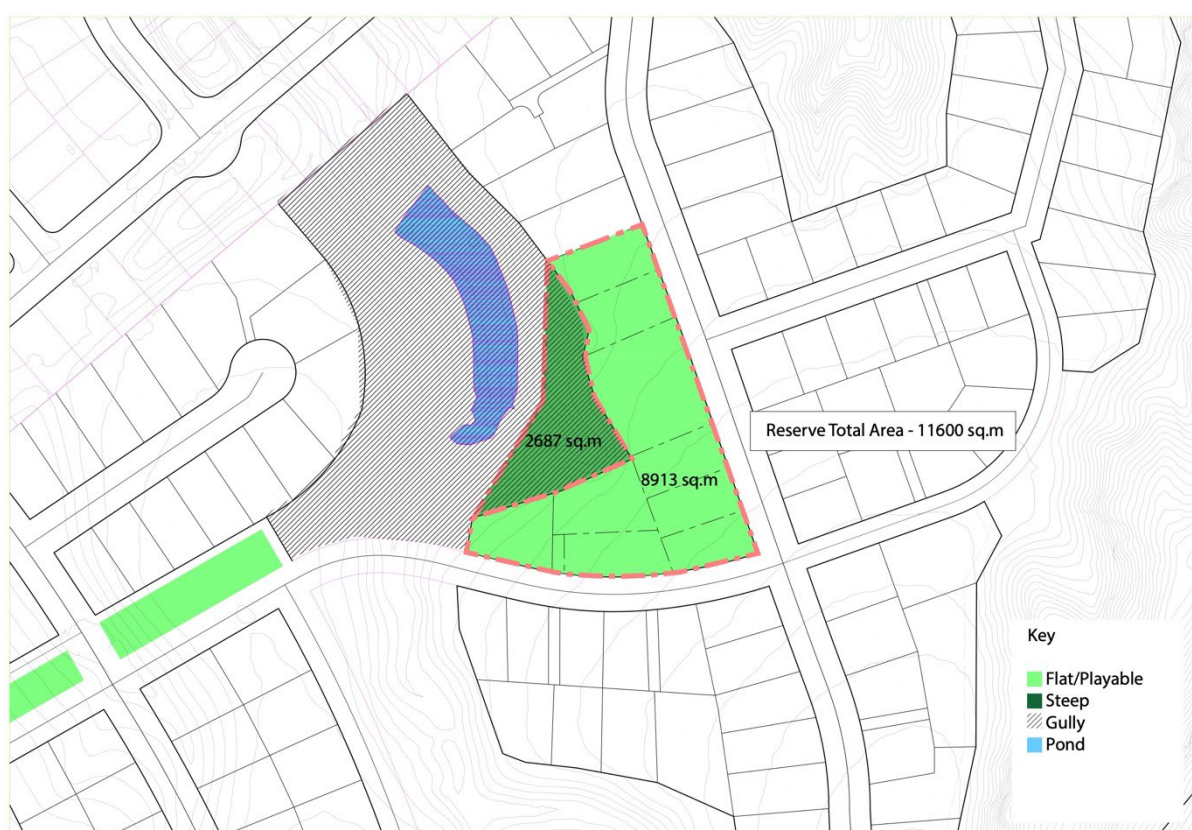 2687 sq.m
Reserve Total Area - 11600 sq.m
8913 sq.m
Key
Flat/Playable
Steep
Gully
Pond